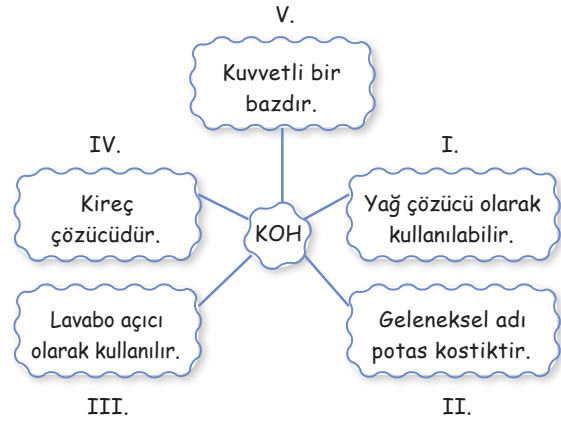 V.
Kuvvetli bir
bazdır.
IV.
Kireç
çözücüdür.
I.
Yağ çözücü olarak
kullanılabilir.
KOH
Lavabo açıcı
olarak kullanılır.
III.
Geleneksel adı
potas kostiktir.
II.